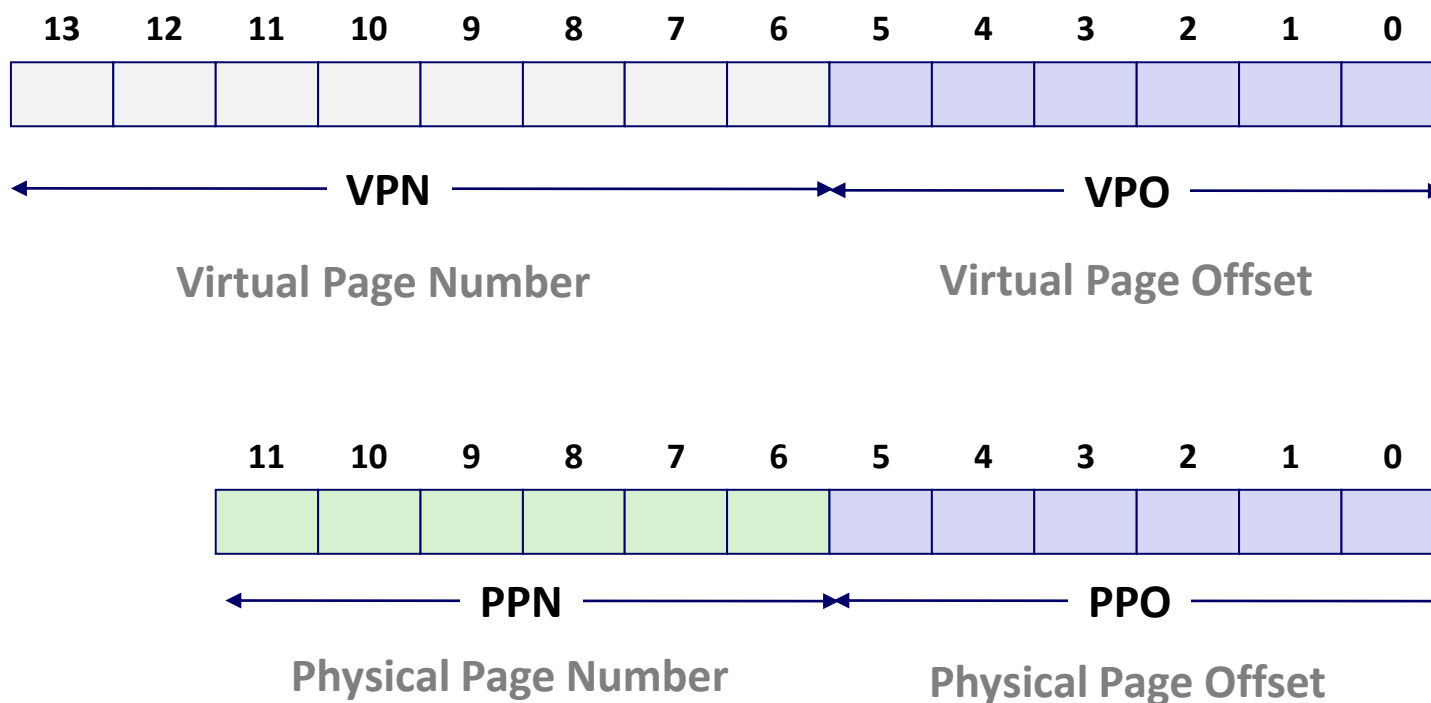 13 12 11 10 9 8 7 6 5 4 3 2 1 0
VPN VPO
Virtual Page Number Virtual Page Offset
11 10 9 8 7 6 5 4 3 2 1 0
PPN PPO
Physical Page Number Physical Page Offset